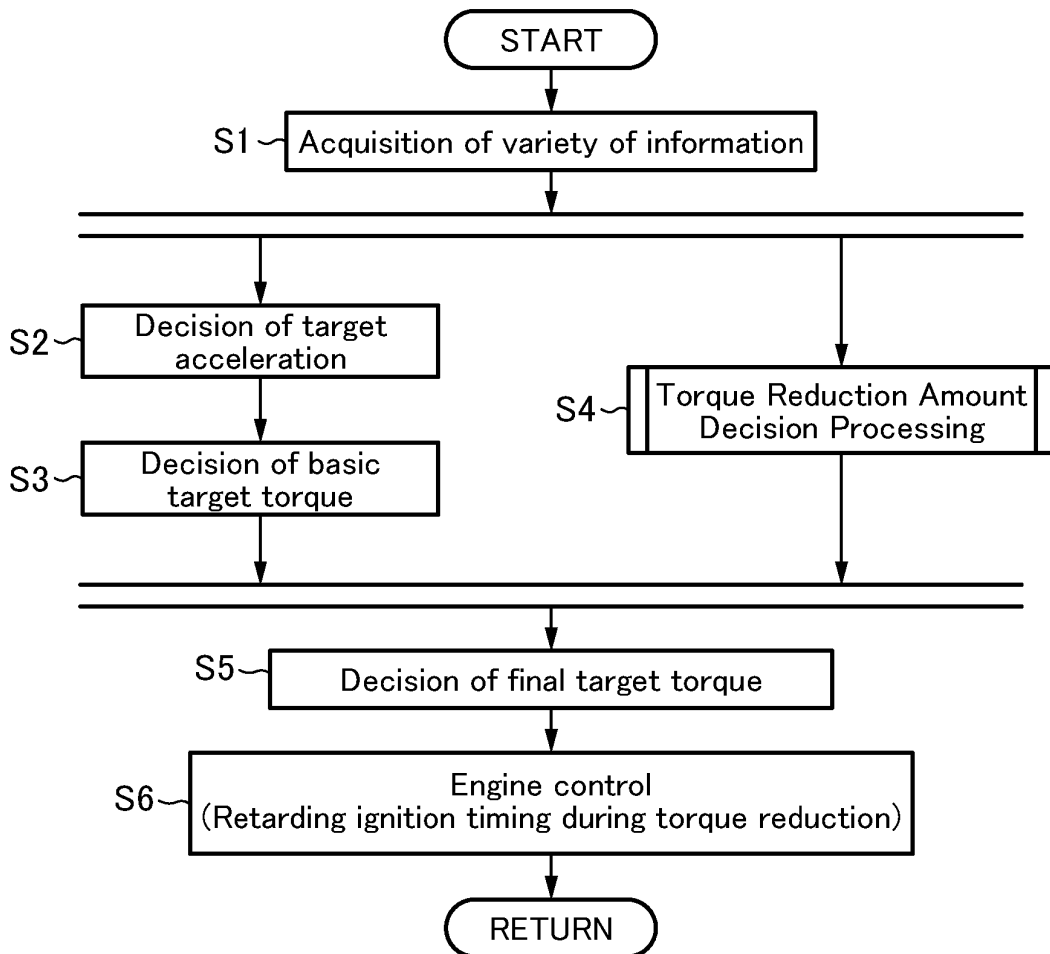 START
S1
Acquisition of variety of information
S2
Decision of target
acceleration
S3
Decision of basic
target torque
S4
Torque Reduction Amount
Decision Processing
S5
Decision of final target torque
S6
Engine control
(Retarding ignition timing during torque reduction)
RETURN